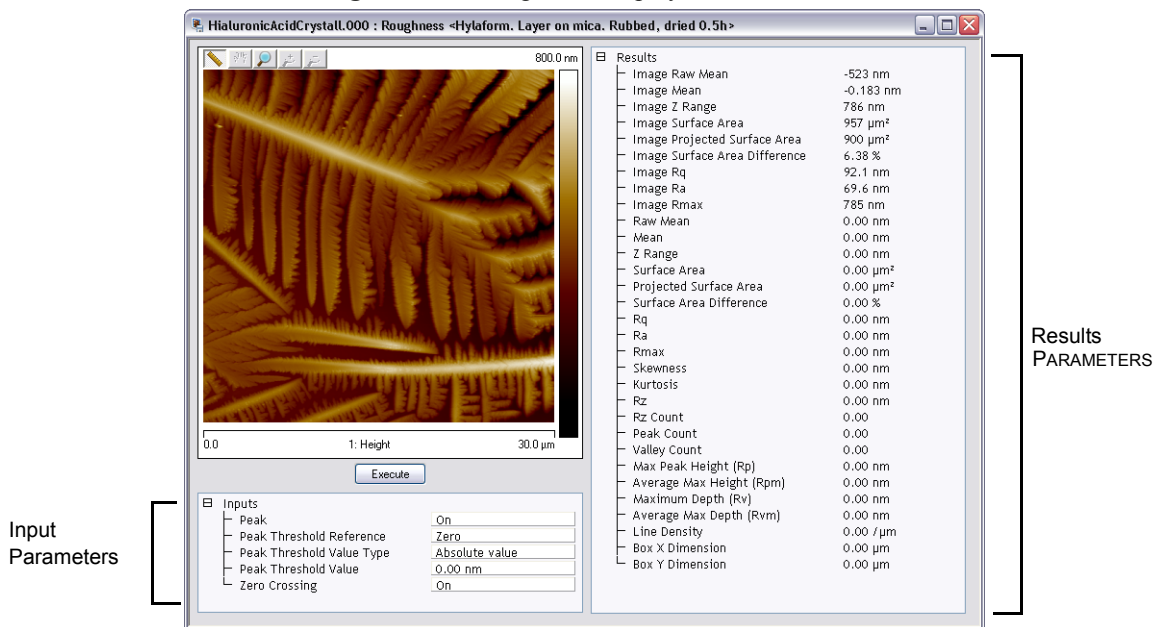 HialuronicAcidCrystall.000 : Roughness <Hylaform. Layer on mica. Rubbed, dried 0.5h>
800.0 nm
0.0 1: Height 30.0 µm
Execute
Input
Parameters
Inputs
Peak On
Peak Threshold Reference Zero
Peak Threshold Value Type Absolute value
Peak Threshold Value 0.00 nm
Zero Crossing On
Results
Image Raw Mean -523 nm
Image Mean -0.183 nm
Image Z Range 786 nm
Image Surface Area 957 µm²
Image Projected Surface Area 900 µm²
Image Surface Area Difference 6.38 %
Image Rq 92.1 nm
Image Ra 69.6 nm
Image Rmax 785 nm
Raw Mean 0.00 nm
Mean 0.00 nm
Z Range 0.00 nm
Surface Area 0.00 µm²
Projected Surface Area 0.00 µm²
Surface Area Difference 0.00 %
Rq 0.00 nm
Ra 0.00 nm
Rmax 0.00 nm
Skewness 0.00 nm
Kurtosis 0.00 nm
Rz 0.00 nm
Rz Count 0.00
Peak Count 0.00
Valley Count 0.00
Max Peak Height (Rp) 0.00 nm
Average Max Height (Rpm) 0.00 nm
Maximum Depth (Rv) 0.00 nm
Average Max Depth (Rvm) 0.00 nm
Line Density 0.00 /µm
Box X Dimension 0.00 µm
Box Y Dimension 0.00 µm
Results
PARAMETERS